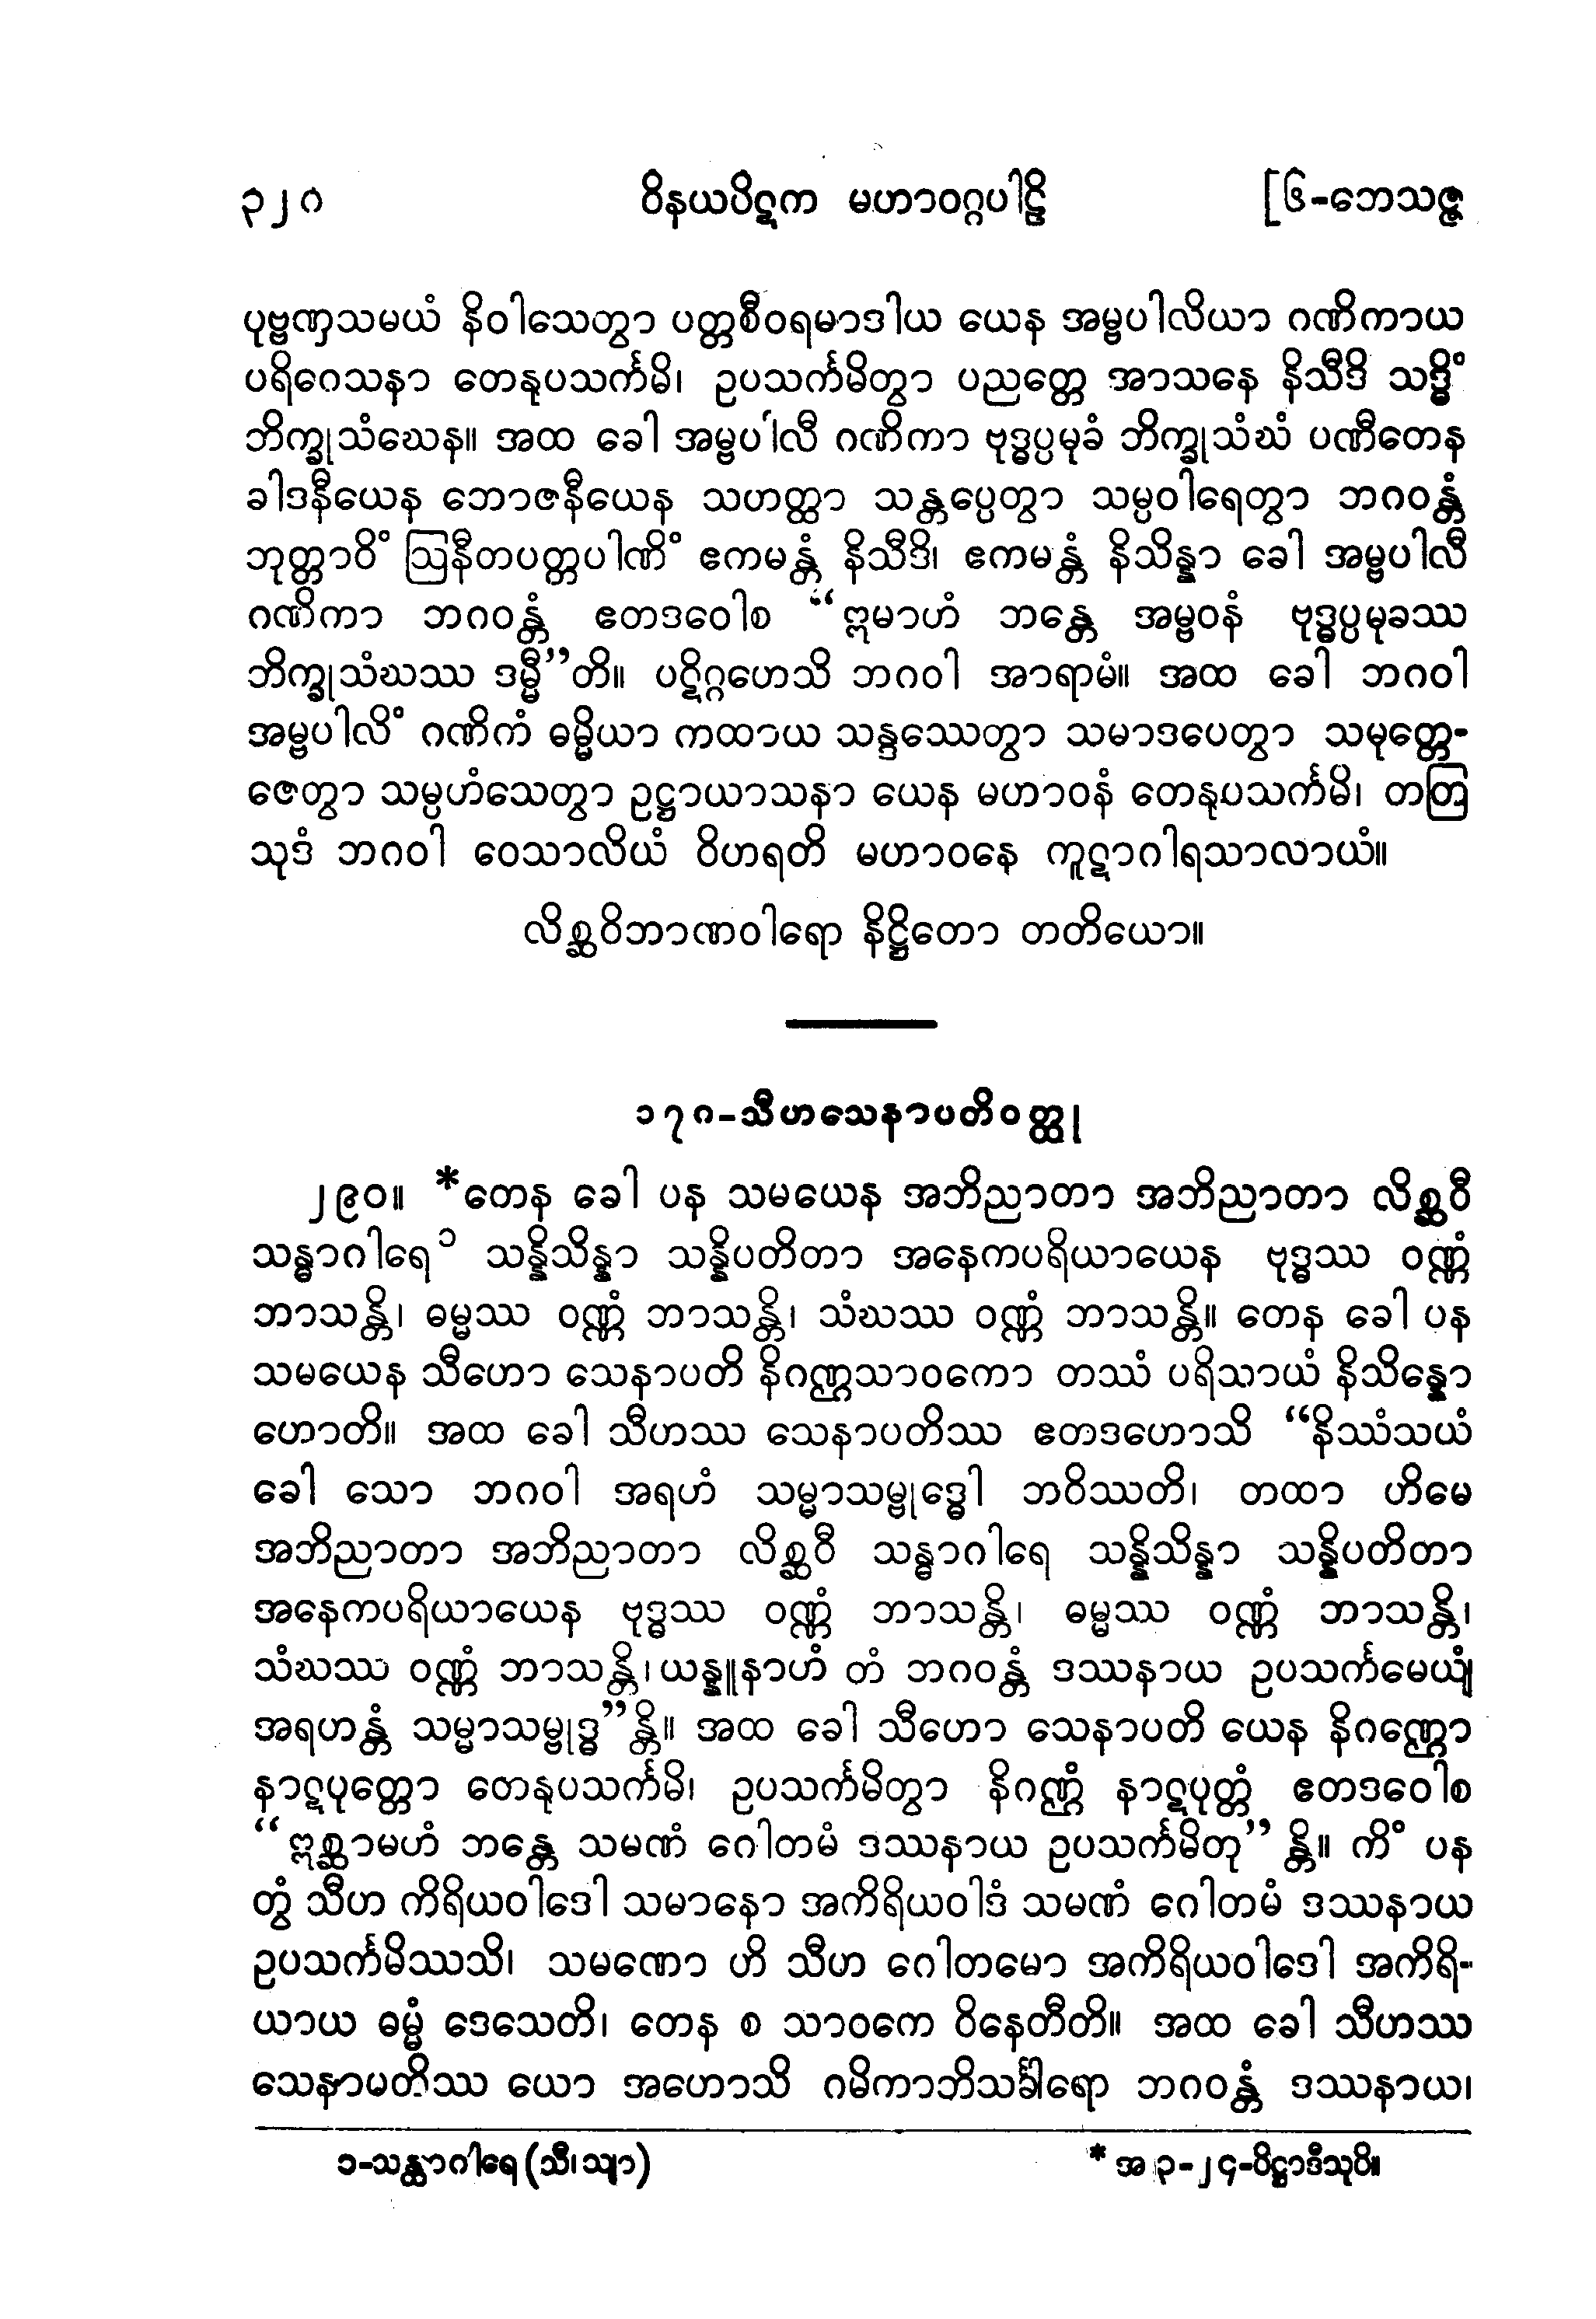 ၃၂၈ ဝိနယပိဋက မဟာဝဂ္ဂပါဠိ [၆-ဘေသဇ္ဇ
ပုဗ္ဗဏှသမယံ နိဝါသေတွာ ပတ္တစီဝရမာဒါယ ယေန အမ္ဗပါလိယာ ဂဏိကာယ
ပရိဂေသနာ တေနုပသင်္ကမိ၊ ဥပသင်္ကမိတွာ ပညတ္တေ အာသနေ နိသီဒိ သဒ္ဓိံ
ဘိက္ခုသံဃေန။ အထ ခေါ အမ္ဗပါလီ ဂဏိကာ ဗုဒ္ဓပ္ပမုခံ ဘိက္ခုသံဃံ ပဏီတေန
ခါဒနီယေန ဘောဇနီယေန သဟတ္ထာ သန္တပ္ပေတွာ သမ္ပဝါရေတွာ ဘဂဝန္တံ
ဘုတ္တာဝိံ ဩနီတပတ္တပါဏိံ ဧကမန္တံ နိသီဒိ၊ ဧကမန္တံ နိသိန္နာ ခေါ အမ္ဗပါလီ
ဂဏိကာ ဘဂဝန္တံ ဧတဒဝေါစ “ဣမာဟံ ဘန္တေ အမ္ဗဝနံ ဗုဒ္ဓပ္ပမုခဿ
ဘိက္ခုသံဃဿ ဒမ္မီ”တိ။ ပဋိဂ္ဂဟေသိ ဘဂဝါ အာရာမံ။ အထ ခေါ ဘဂဝါ
အမ္ဗပါလိံ ဂဏိကံ ဓမ္မိယာ ကထာယ သန္ဒဿေတွာ သမာဒပေတွာ သမုတ္တေ-
ဇေတွာ သမ္ပဟံသေတွာ ဥဋ္ဌာယာသနာ ယေန မဟာဝနံ တေနုပသင်္ကမိ၊ တတြ
သုဒံ ဘဂဝါ ဝေသာလိယံ ဝိဟရတိ မဟာဝနေ ကူဋာဂါရသာလာယံ။
လိစ္ဆဝိဘာဏဝါရော နိဋ္ဌိတော တတိယော။
၁၇၈-သီဟသေနာပတိဝတ္ထု
၂၉၀။ *တေန ခေါ ပန သမယေန အဘိညာတာ အဘိညာတာ လိစ္ဆဝီ
သန္ဓာဂါရေ၁ သန္နိသိန္နာ သန္နိပတိတာ အနေကပရိယာယေန ဗုဒ္ဓဿ ဝဏ္ဏံ
ဘာသန္တိ၊ ဓမ္မဿ ဝဏ္ဏံ ဘာသန္တိ၊ သံဃဿ ဝဏ္ဏံ ဘာသန္တိ။ တေန ခေါ ပန
သမယေန သီဟော သေနာပတိ နိဂဏ္ဌသာဝကော တဿံ ပရိသာယံ နိသိန္နော
ဟောတိ။ အထ ခေါ သီဟဿ သေနာပတိဿ ဧတဒဟောသိ “နိဿံသယံ
ခေါ သော ဘဂဝါ အရဟံ သမ္မာသမ္ဗုဒ္ဓေါ ဘဝိဿတိ၊ တထာ ဟိမေ
အဘိညာတာ အဘိညာတာ လိစ္ဆဝီ သန္ဓာဂါရေ သန္နိသိန္နာ သန္နိပတိတာ
အနေကပရိယာယေန ဗုဒ္ဓဿ ဝဏ္ဏံ ဘာသန္တိ၊ ဓမ္မဿ ဝဏ္ဏံ ဘာသန္တိ၊
သံဃဿ ဝဏ္ဏံ ဘာသန္တိ၊ ယန္နူနာဟံ တံ ဘဂဝန္တံ ဒဿနာယ ဥပသင်္ကမေယျံ
အရဟန္တံ သမ္မာသမ္ဗုဒ္ဓ”န္တိ။ အထ ခေါ သီဟော သေနာပတိ ယေန နိဂဏ္ဌော
နာဋပုတ္တော တေနုပသင်္ကမိ၊ ဥပသင်္ကမိတွာ နိဂဏ္ဌံ နာဋပုတ္တံ ဧတဒဝေါစ
“ဣစ္ဆာမဟံ ဘန္တေ သမဏံ ဂေါတမံ ဒဿနာယ ဥပသင်္ကမိတု” န္တိ။ ကိံ ပန
တွံ သီဟ ကိရိယဝါဒေါ သမာနော အကိရိယဝါဒံ သမဏံ ဂေါတမံ ဒဿနာယ
ဥပသင်္ကမိဿသိ၊ သမဏော ဟိ သီဟ ဂေါတမော အကိရိယဝါဒေါ အကိရိ-
ယာယ ဓမ္မံ ဒေသေတိ၊ တေန စ သာဝကေ ဝိနေတီတိ။ အထ ခေါ သီဟဿ
သေနာမတိဿ ယော အဟောသိ ဂမိကာဘိသင်္ခါရော ဘဂဝန္တံ ဒဿနာယ၊
၁-သန္ထာဂါရေ (သီ၊ သျာ) * အ ၃-၂၄-ပိဋ္ဌာဒီသုပိ။